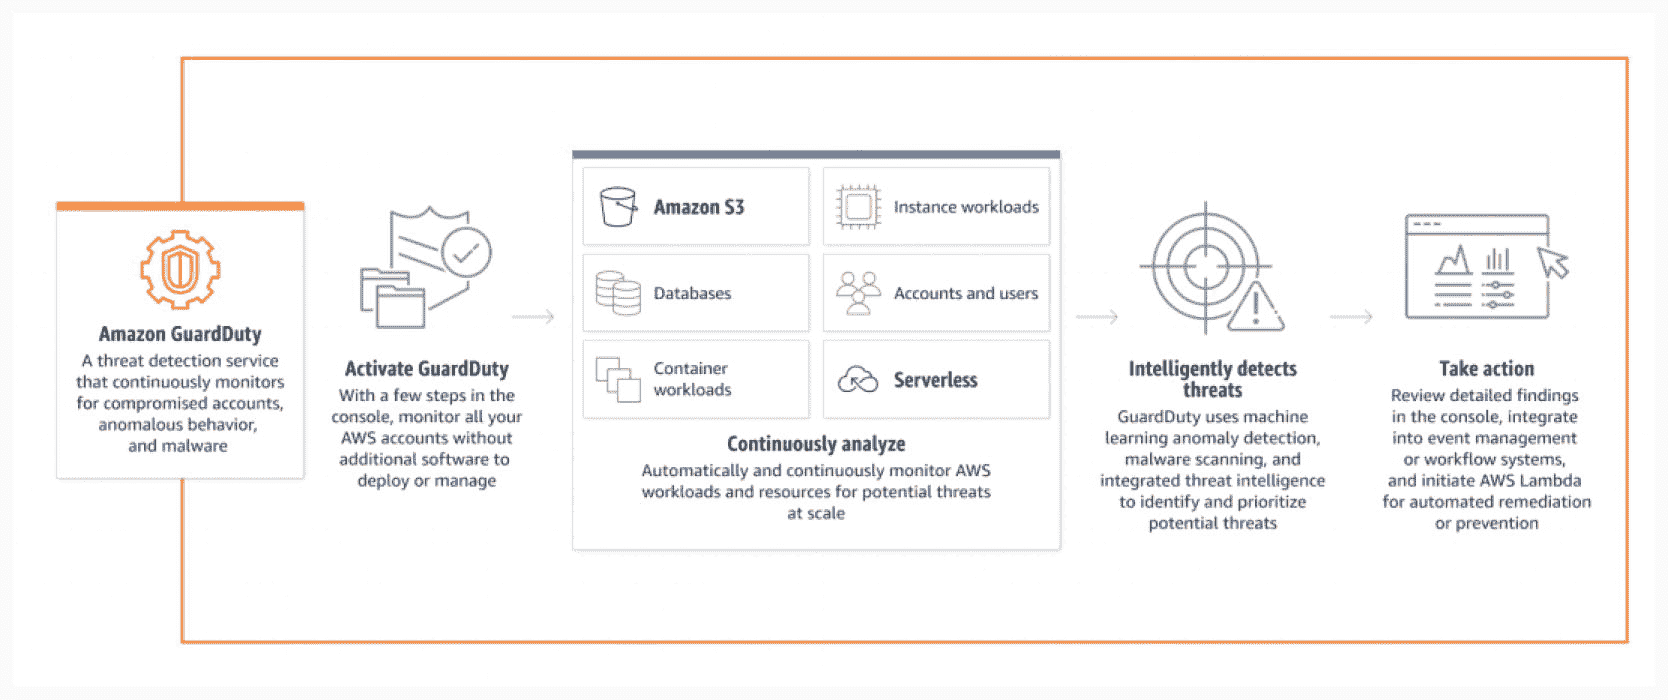 Amazon GuardDuty
A threat detection service
that continuously monitors
for compromised accounts,
anomalous behavior,
and malware
Activate GuardDuty
With a few steps in the
console, monitor all your
AWS accounts without
additional software to
deploy or manage
Amazon S3
Instance workloads
Databases
Accounts and users
Container
workloads
Serverless
Continuously analyze
Automatically and continuously monitor AWS
workloads and resources for potential threats
at scale
Intelligently detects
threats
GuardDuty uses machine
learning anomaly detection,
malware scanning, and
integrated threat intelligence
to identify and prioritize
potential threats
Take action
Review detailed findings
in the console, integrate
into event management
or workflow systems,
and initiate AWS Lambda
for automated remediation
or prevention